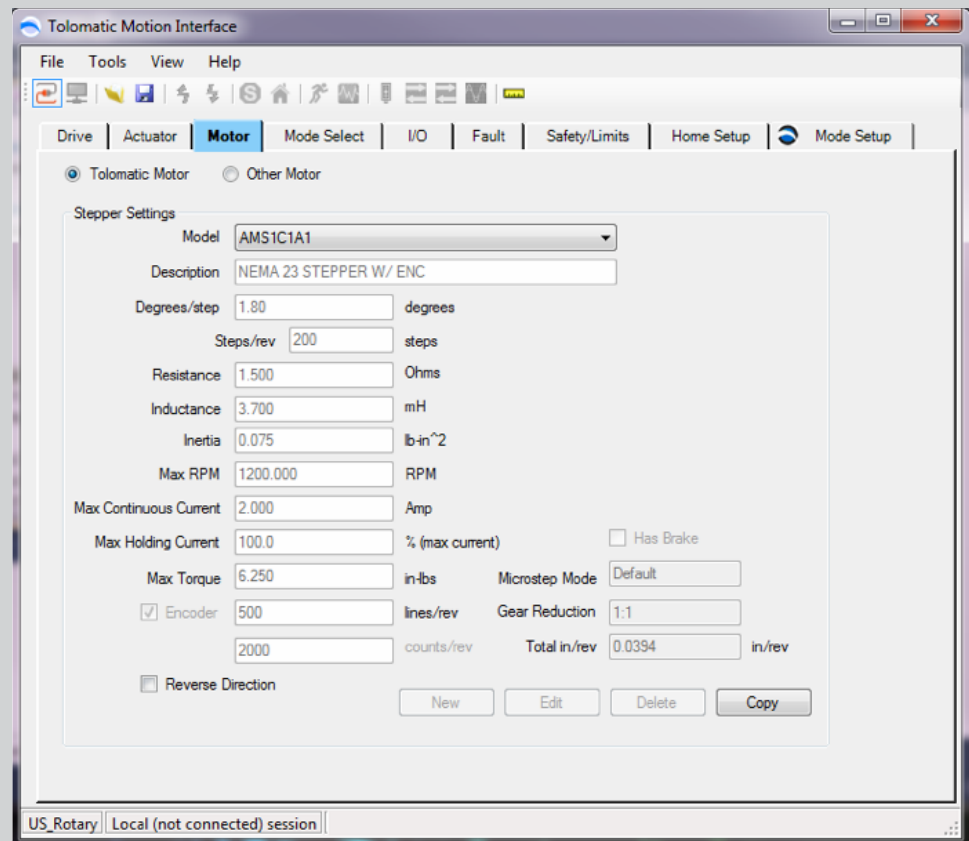 Tolomatic Motion Interface
File Tools View Help
Drive Actuator Motor Mode Select I/O Fault Safety/Limits Home Setup Mode Setup
Tolomatic Motor Other Motor
Stepper Settings
Model AMS1C1A1
Description NEMA 23 STEPPER W/ ENC
Degrees/step 1.80 degrees
Steps/rev 200 steps
Resistance 1.500 Ohms
Inductance 3.700 mH
Inertia 0.075 lb-in^2
Max RPM 1200.000 RPM
Max Continuous Current 2.000 Amp
Max Holding Current 100.0 % (max current) Has Brake
Max Torque 6.250 in-lbs Microstep Mode Default
Encoder 500 lines/rev Gear Reduction 1:1
2000 counts/rev Total in/rev 0.0394 in/rev
Reverse Direction
New Edit Delete Copy
US_Rotary Local (not connected) session